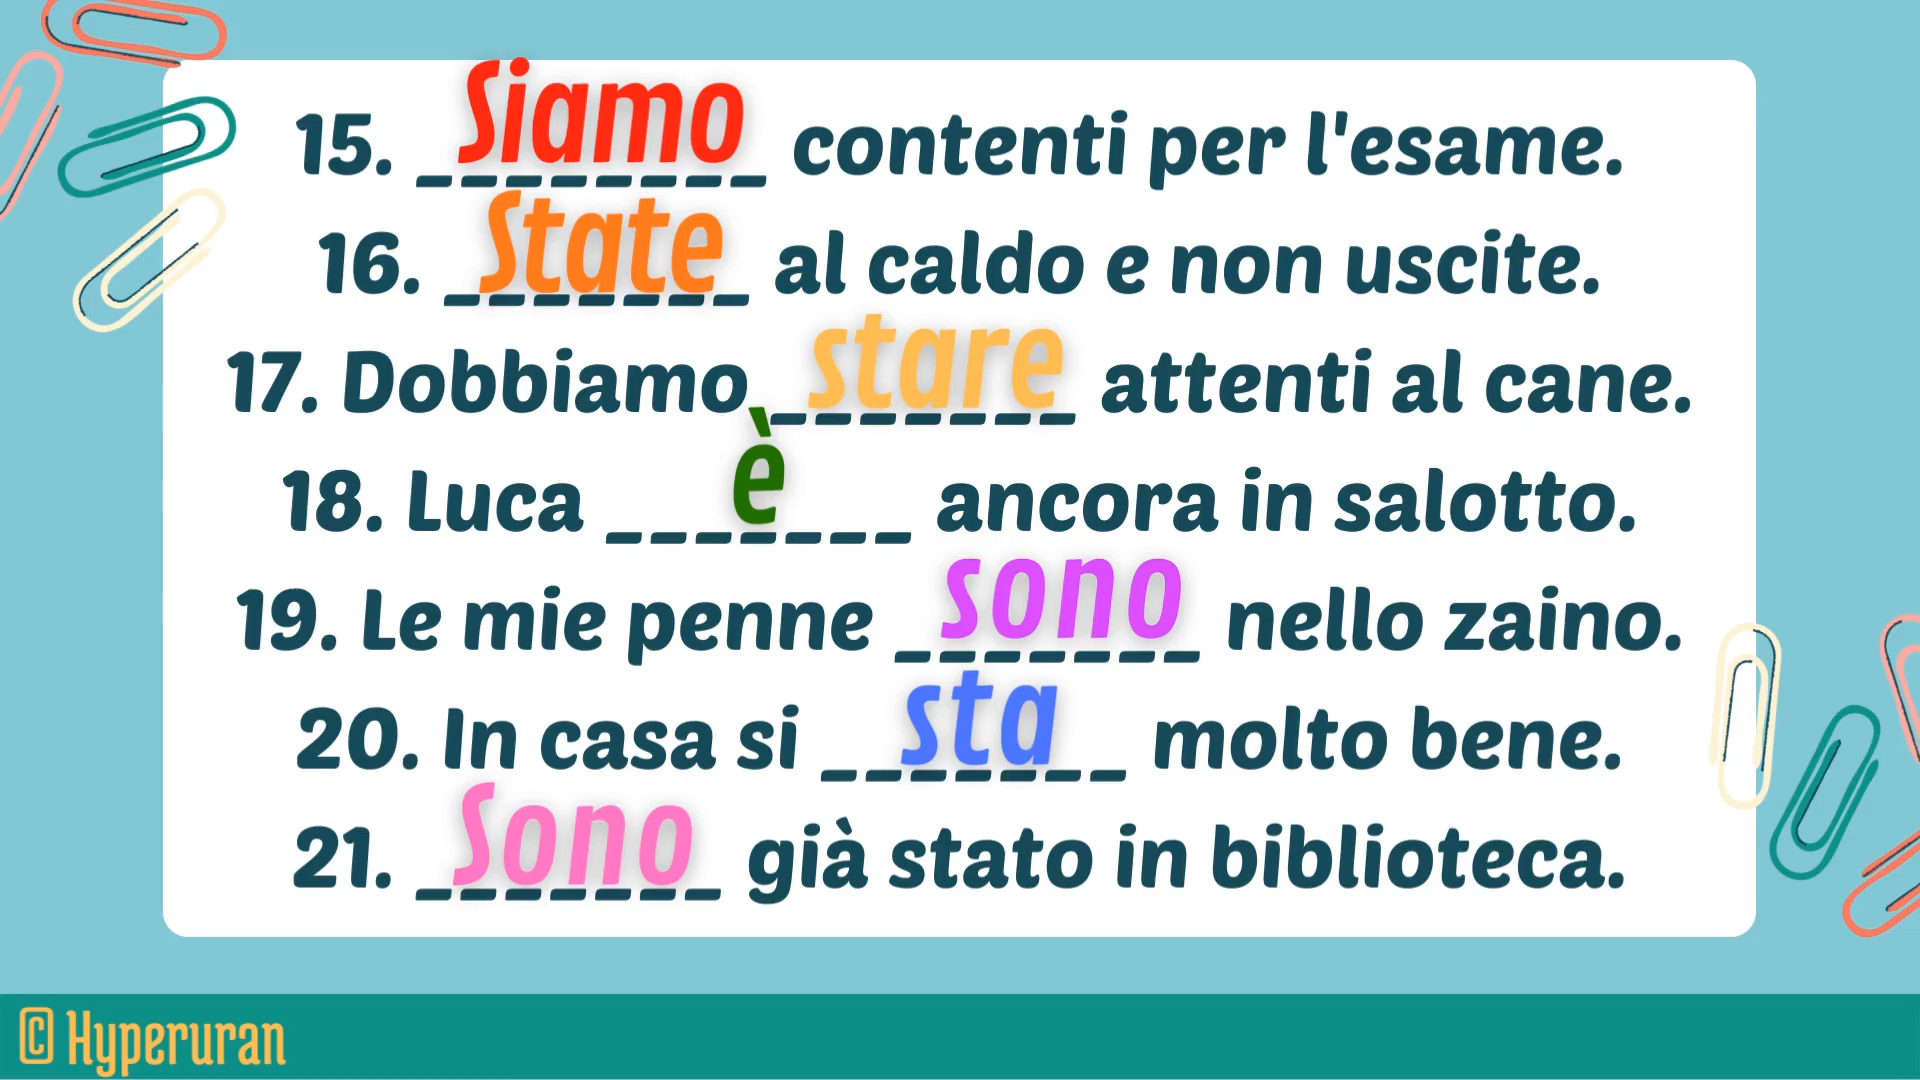 15. Siamo contenti per l'esame.
16. State al caldo e non uscite.
17. Dobbiamo stare attenti al cane.
18. Luca è ancora in salotto.
19. Le mie penne sono nello zaino.
20. In casa si sta molto bene.
21. Sono già stato in biblioteca.
© Hyperuran